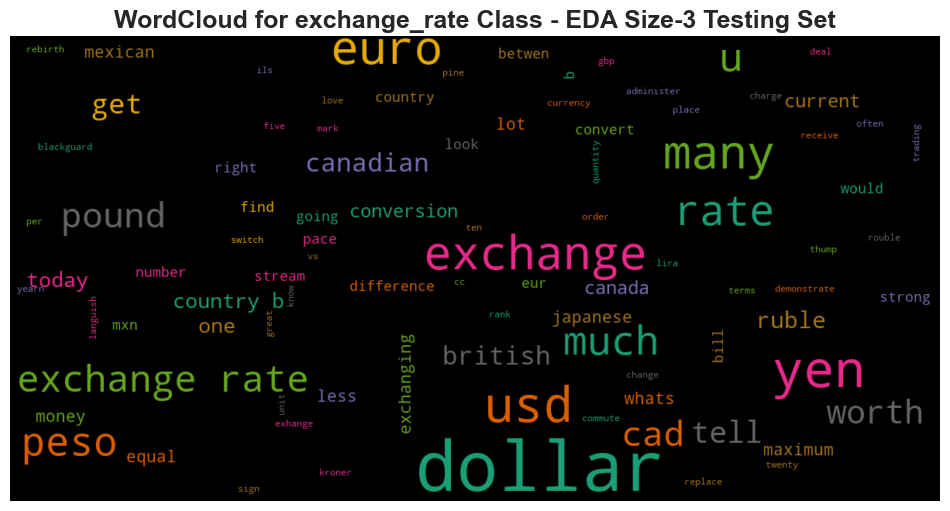 WordCloud for exchange_rate Class - EDA Size-3 Testing Set
rebirth
mexican
euro
betwen
gbp
u
deal
ils
pine
b
get
love
country
currency
administer
place
charge
current
five
mark
lot
convert
receive
often
trading
blackguard
right
canadian
look
quantity
many
would
per
pound
find
going
conversion
order
rate
switch
pace
ten
exchange
rouble
vs
lira
thump
today
number
stream
difference
cc
eur
canada
terms
demonstrate
strong
yearn
languish
country b
know
mxn
one
great
rank
japanese
ruble
bill
exchanging
british
much
exchange rate
less
change
yen
money
unit
exhange
usd
whats
commute
worth
peso
equal
cad
tell
maximum
kroner
dollar
twenty
sign
replace